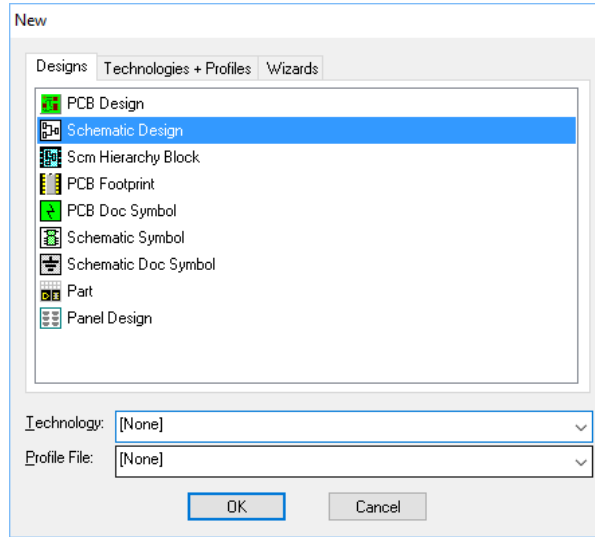 New
Designs Technologies + Profiles Wizards
PCB Design
Schematic Design
Scm Hierarchy Block
PCB Footprint
PCB Doc Symbol
Schematic Symbol
Schematic Doc Symbol
Part
Panel Design
Technology: [None]
Profile File: [None]
OK Cancel